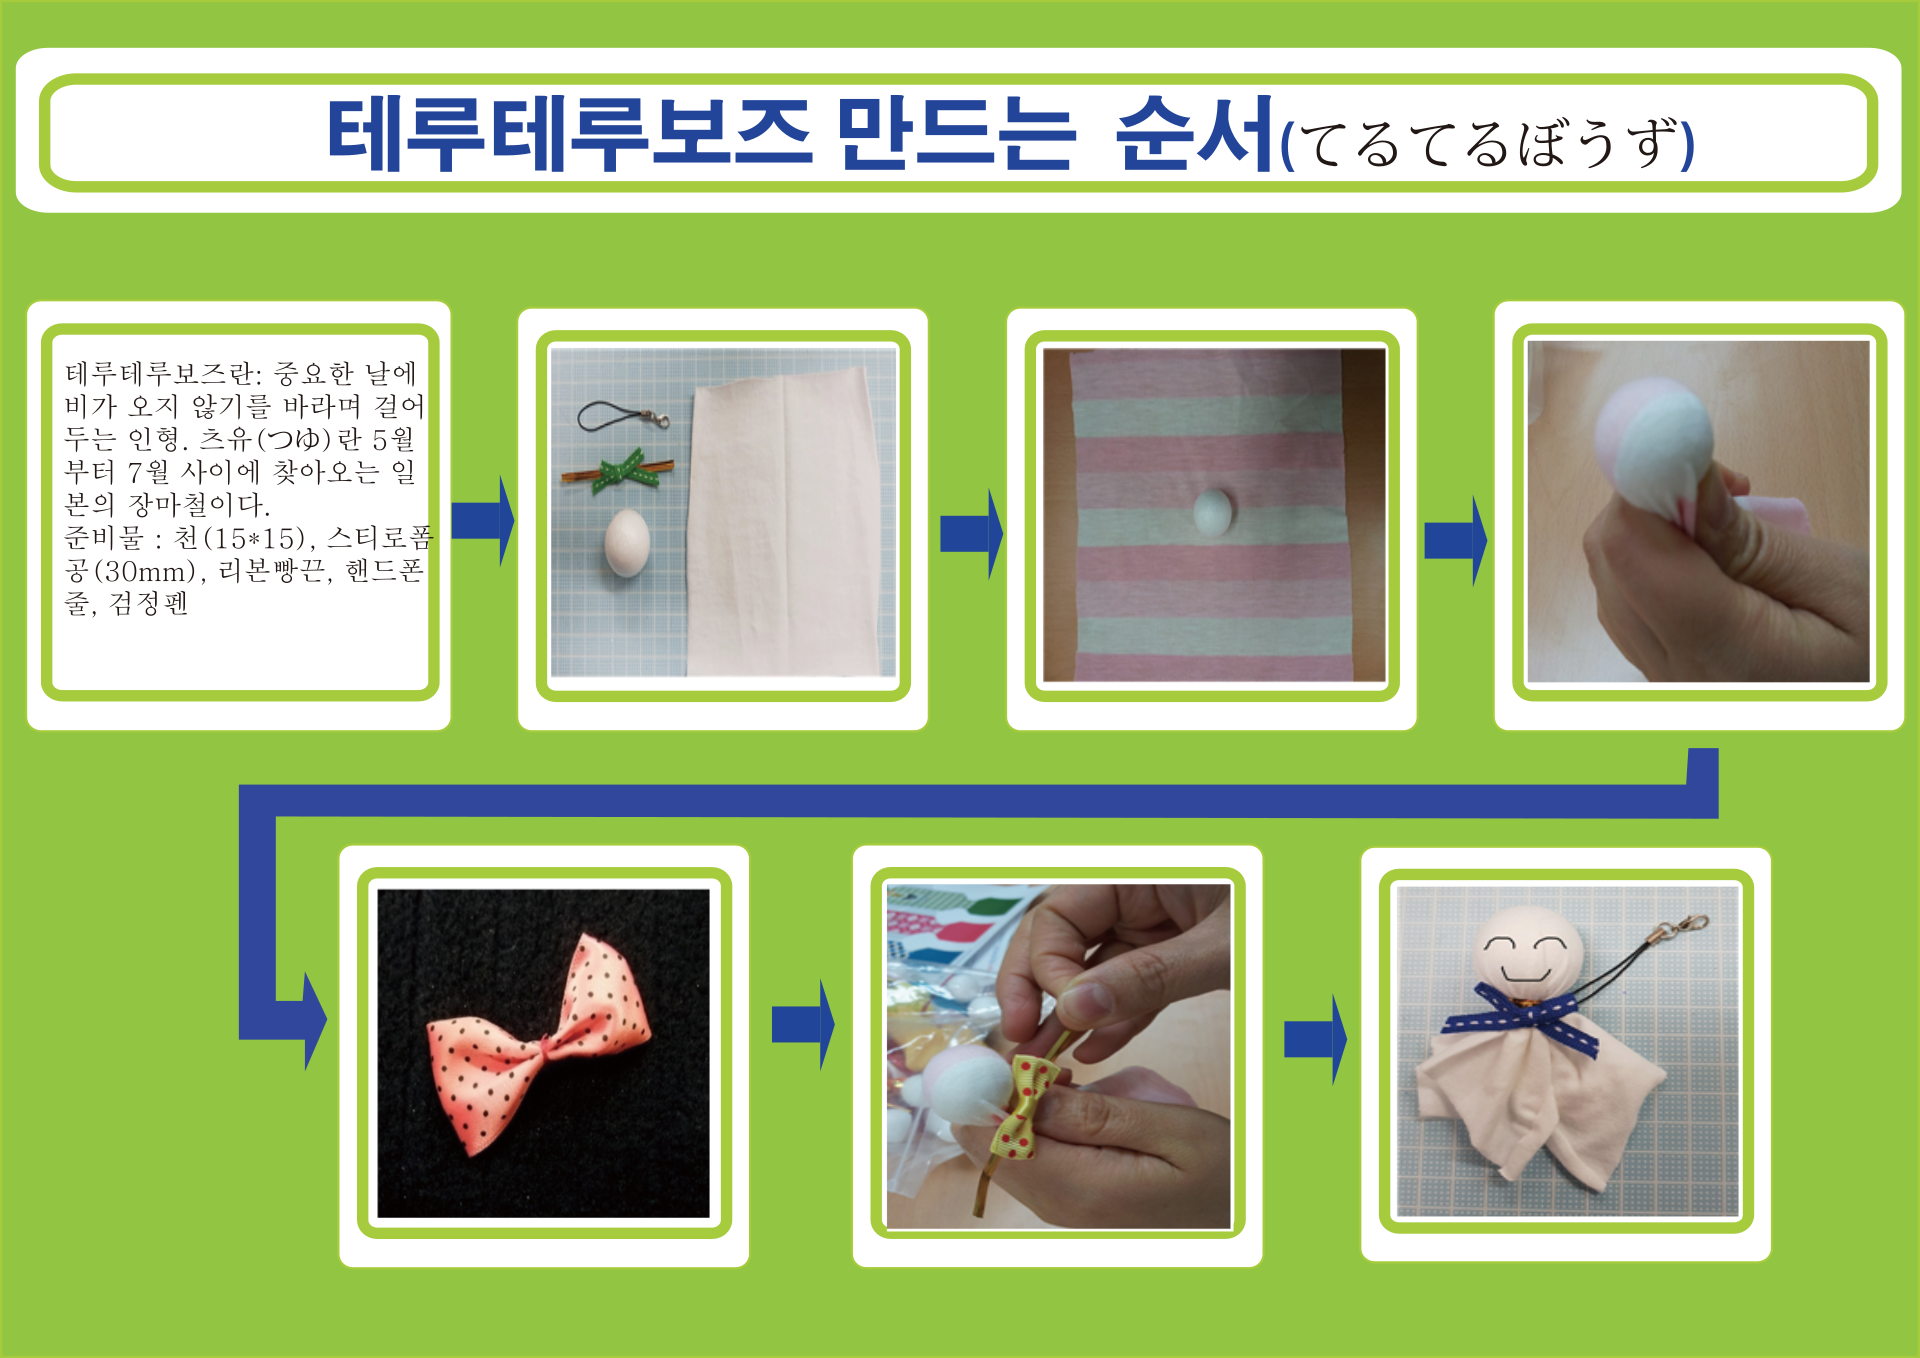 테루테루보즈 만드는 순서(てるてるぼうず)
테루테루보즈란: 중요한 날에
비가 오지 않기를 바라며 걸어
두는 인형. 츠유(つゆ)란 5월
부터 7월 사이에 찾아오는 일
본의 장마철이다.
준비물 : 천(15*15), 스티로폼
공(30mm), 리본빵끈, 핸드폰
줄, 검정펜